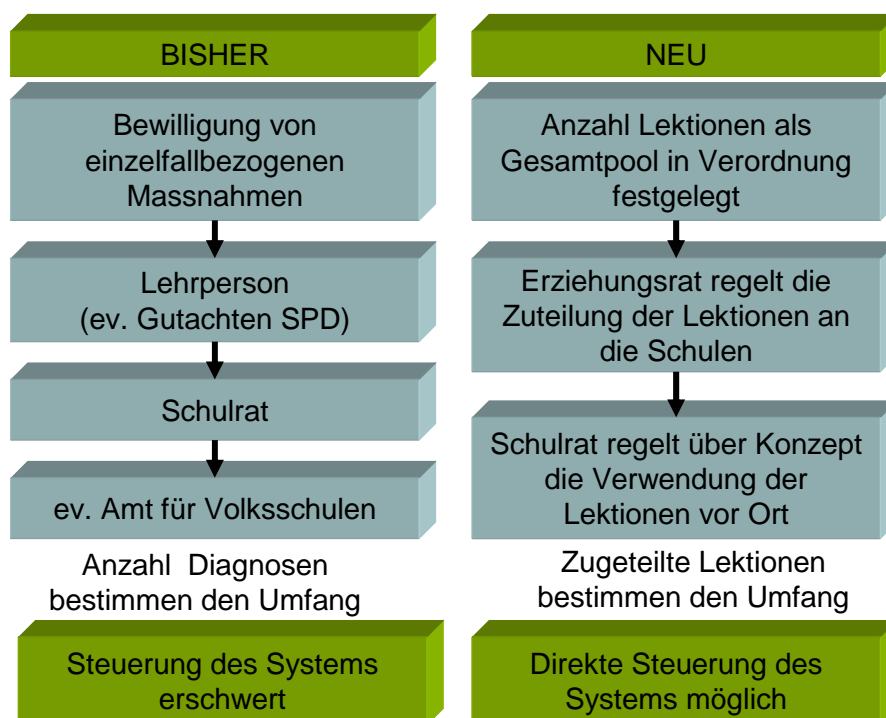 BISHER
Bewilligung von
einzelfallbezogenen
Massnahmen
Lehrperson
(ev. Gutachten SPD)
Schulrat
ev. Amt für Volksschulen
Anzahl Diagnosen
bestimmen den Umfang
Steuerung des Systems
erschwert
NEU
Anzahl Lektionen als
Gesamtpool in Verordnung
festgelegt
Erziehungsrat regelt die
Zuteilung der Lektionen an
die Schulen
Schulrat regelt über Konzept
die Verwendung der
Lektionen vor Ort
Zugeteilte Lektionen
bestimmen den Umfang
Direkte Steuerung des
Systems möglich